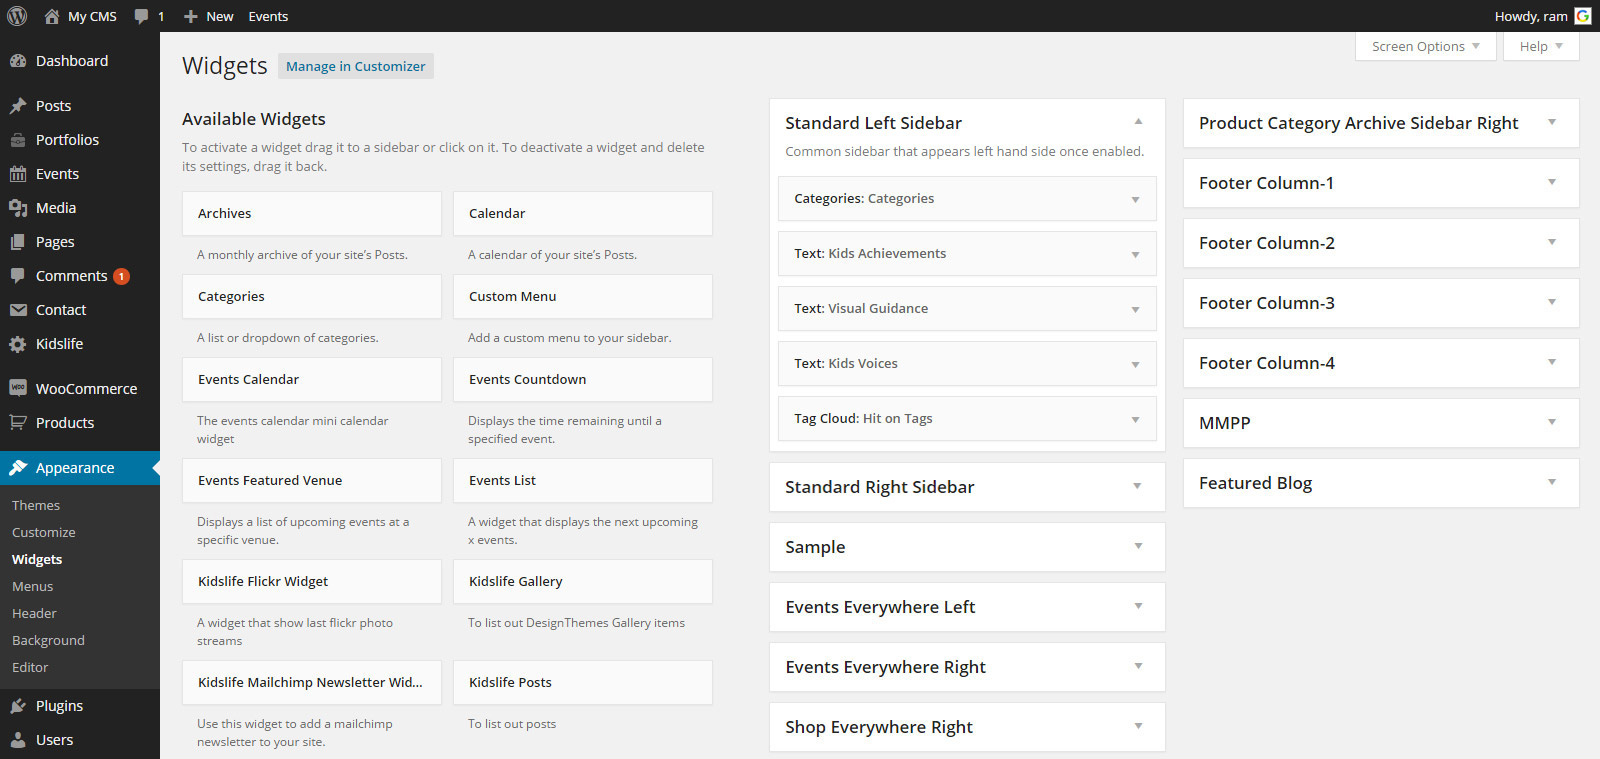 My CMS 1 New Events Howdy, ram
Dashboard
Posts
Portfolios
Events
Media
Pages
Comments 1
Contact
Kidslife
WooCommerce
Products
Appearance
Themes
Customize
Widgets
Menus
Header
Background
Editor
Plugins
Users
Screen Options Help
Widgets Manage in Customizer
Available Widgets
To activate a widget drag it to a sidebar or click on it. To deactivate a widget and delete
its settings, drag it back.
Archives
A monthly archive of your site’s Posts.
Calendar
A calendar of your site’s Posts.
Categories
A list or dropdown of categories.
Custom Menu
Add a custom menu to your sidebar.
Events Calendar
The events calendar mini calendar
widget
Events Countdown
Displays the time remaining until a
specified event.
Events Featured Venue
Displays a list of upcoming events at a
specific venue.
Events List
A widget that displays the next upcoming
x events.
Kidslife Flickr Widget
A widget that show last flickr photo
streams
Kidslife Gallery
To list out DesignThemes Gallery items
Kidslife Mailchimp Newsletter Wid...
Use this widget to add a mailchimp
newsletter to your site.
Kidslife Posts
To list out posts
Standard Left Sidebar
Common sidebar that appears left hand side once enabled.
Categories: Categories
Text: Kids Achievements
Text: Visual Guidance
Text: Kids Voices
Tag Cloud: Hit on Tags
Standard Right Sidebar
Sample
Events Everywhere Left
Events Everywhere Right
Shop Everywhere Right
Product Category Archive Sidebar Right
Footer Column-1
Footer Column-2
Footer Column-3
Footer Column-4
MMPP
Featured Blog